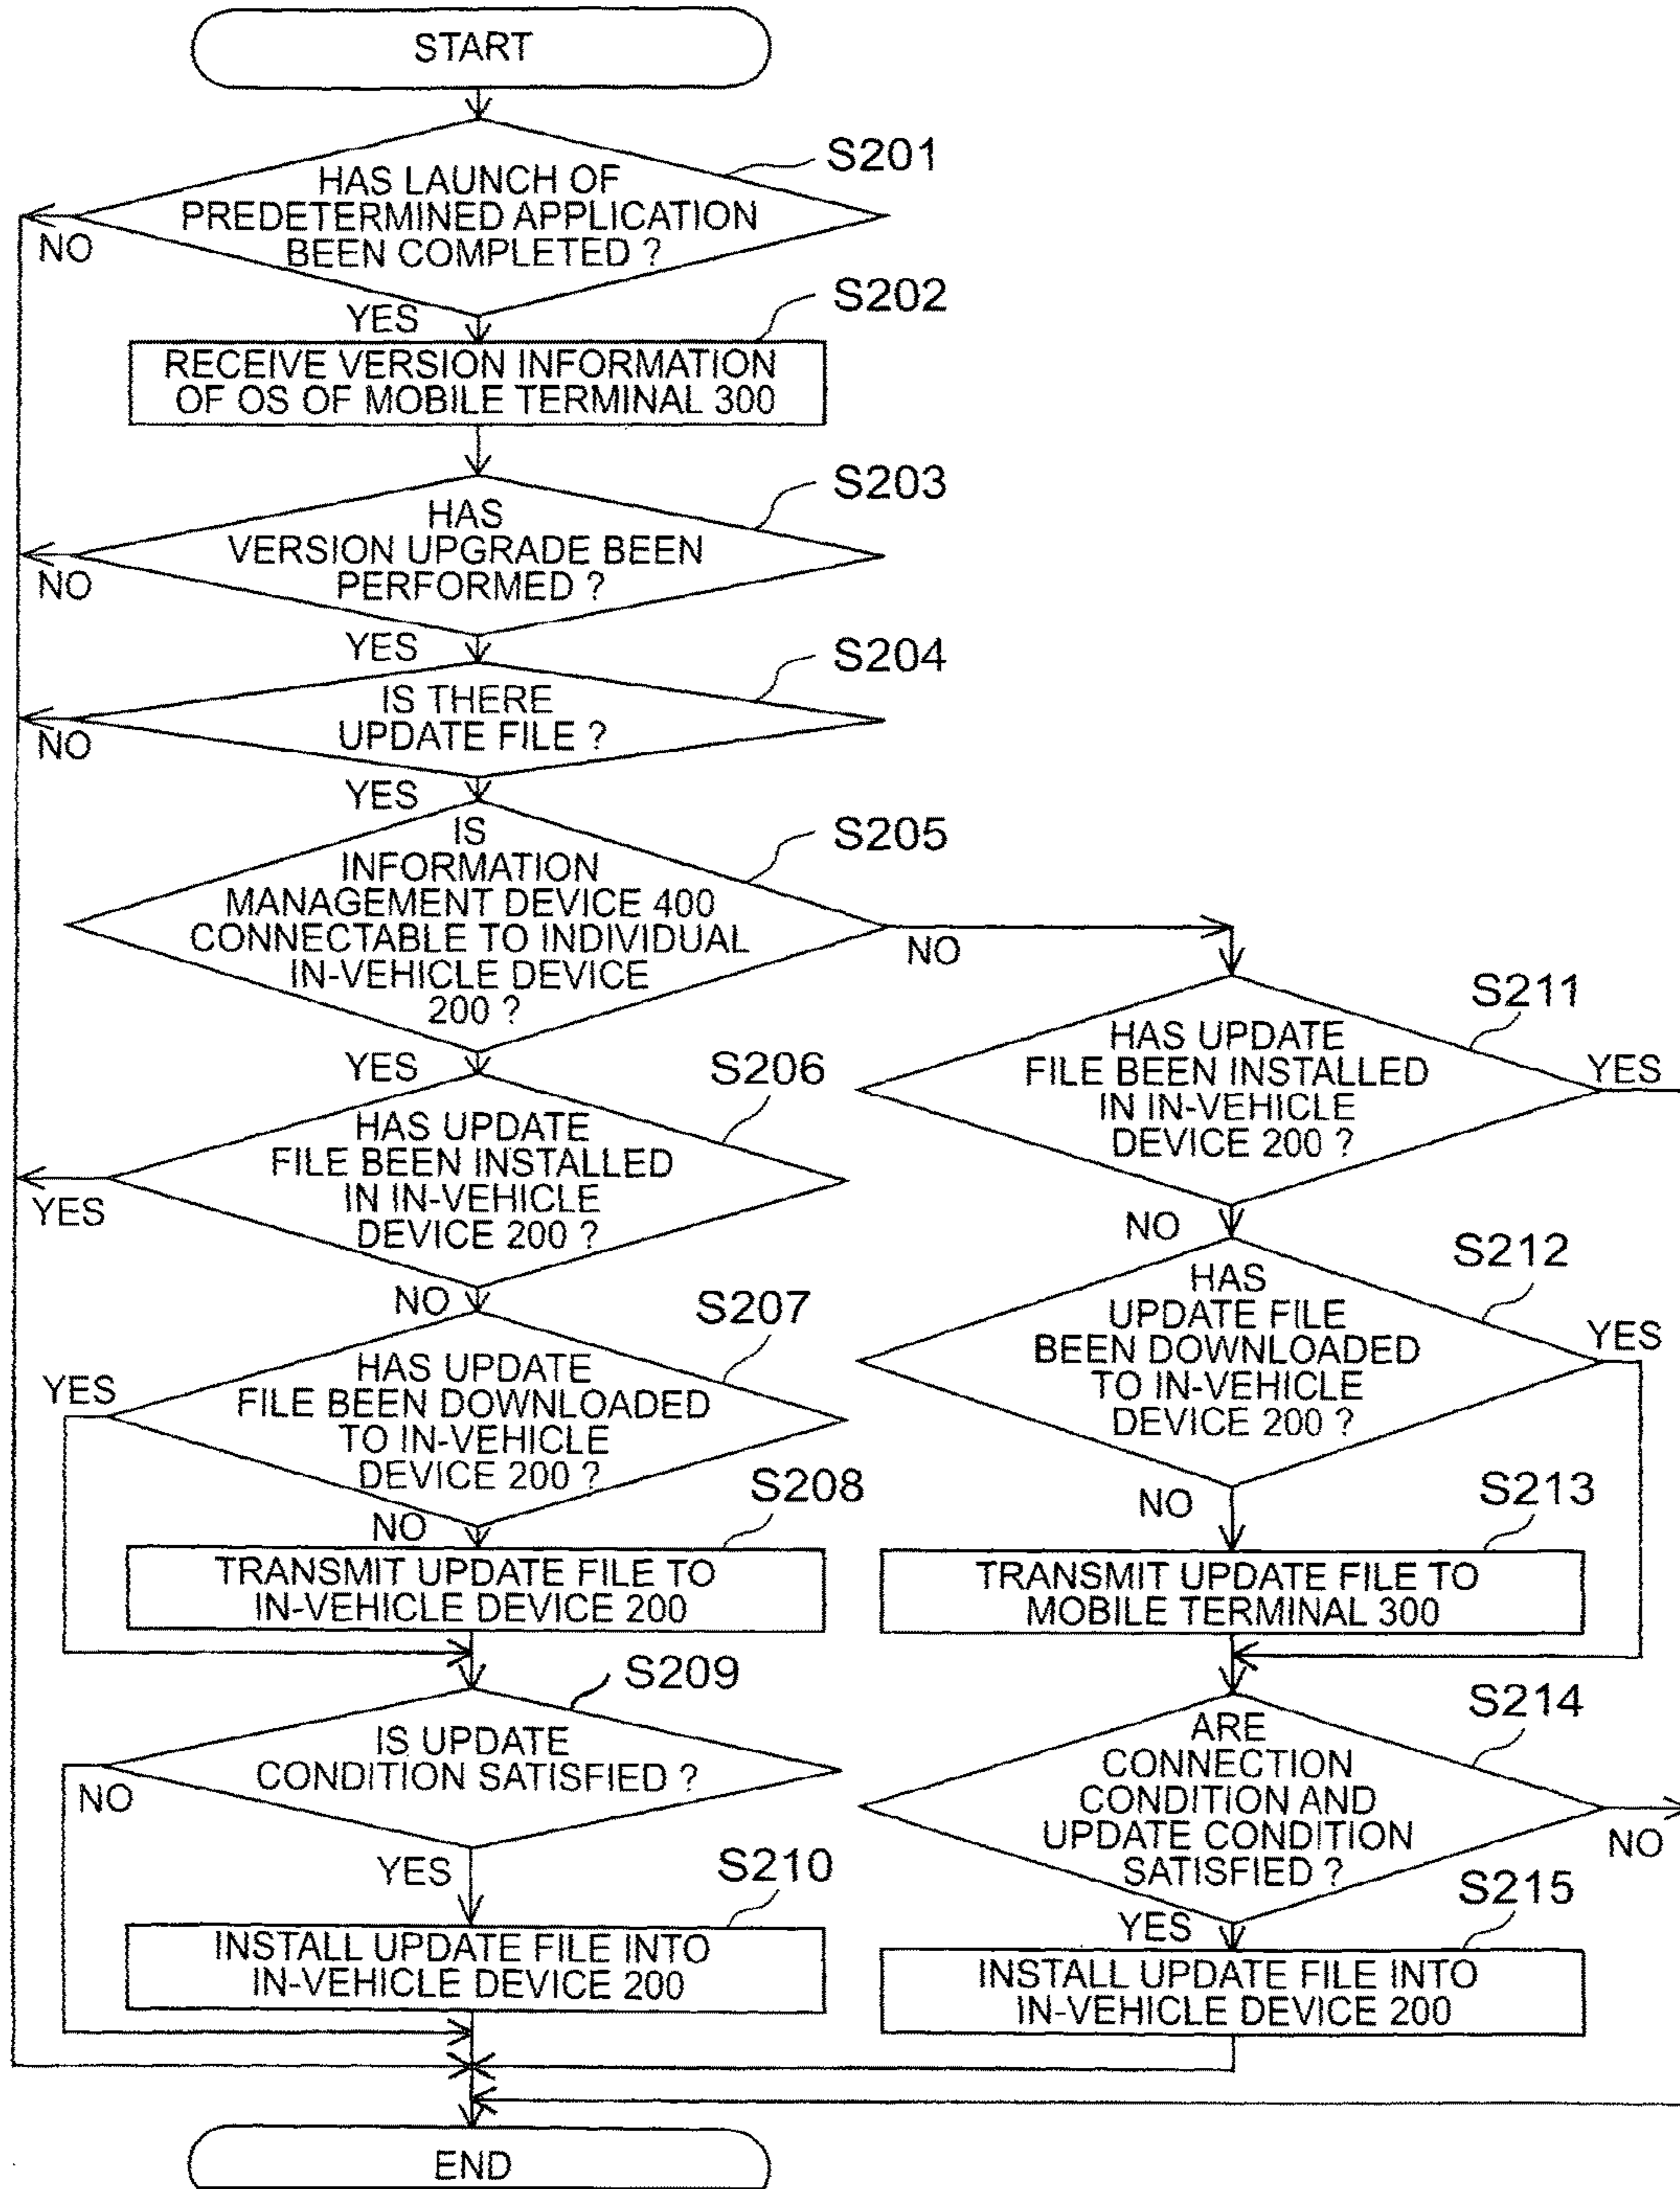 START
S201
HAS LAUNCH OF
PREDETERMINED APPLICATION
BEEN COMPLETED ?
NO
YES
S202
RECEIVE VERSION INFORMATION
OF OS OF MOBILE TERMINAL 300
S203
HAS
VERSION UPGRADE BEEN
PERFORMED ?
NO
YES
S204
IS THERE
UPDATE FILE ?
NO
YES
S205
IS
INFORMATION
MANAGEMENT DEVICE 400
CONNECTABLE TO INDIVIDUAL
IN-VEHICLE DEVICE
200 ?
NO
YES
S206
HAS UPDATE
FILE BEEN INSTALLED
IN IN-VEHICLE
DEVICE 200 ?
YES
NO
S207
HAS UPDATE
FILE BEEN DOWNLOADED
TO IN-VEHICLE
DEVICE 200 ?
YES
NO
S208
TRANSMIT UPDATE FILE TO
IN-VEHICLE DEVICE 200
S209
IS UPDATE
CONDITION SATISFIED ?
NO
YES
S210
INSTALL UPDATE FILE INTO
IN-VEHICLE DEVICE 200
S211
HAS UPDATE
FILE BEEN INSTALLED
IN IN-VEHICLE
DEVICE 200 ?
YES
NO
S212
HAS
UPDATE FILE
BEEN DOWNLOADED
TO IN-VEHICLE
DEVICE 200 ?
YES
NO
S213
TRANSMIT UPDATE FILE TO
MOBILE TERMINAL 300
S214
ARE
CONNECTION
CONDITION AND
UPDATE CONDITION
SATISFIED ?
NO
YES
S215
INSTALL UPDATE FILE INTO
IN-VEHICLE DEVICE 200
END